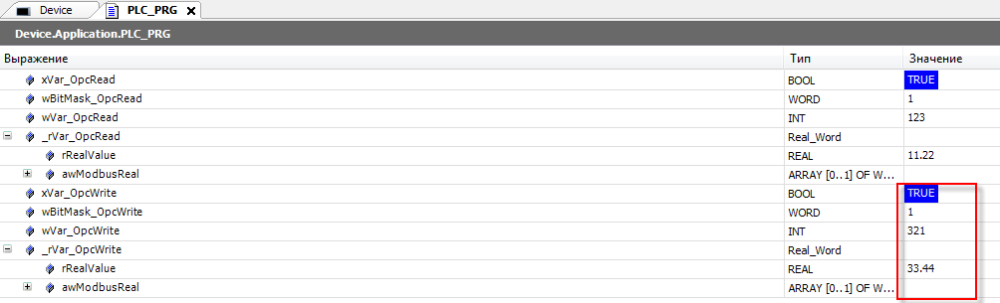 Device PLC_PRG
Device.Application.PLC_PRG
Выражение Тип Значение
xVar_OpcRead BOOL TRUE
wBitMask_OpcRead WORD 1
wVar_OpcRead INT 123
_rVar_OpcRead Real_Word
rRealValue REAL 11.22
awModbusReal ARRAY [0..1] OF W...
xVar_OpcWrite BOOL TRUE
wBitMask_OpcWrite WORD 1
wVar_OpcWrite INT 321
_rVar_OpcWrite Real_Word
rRealValue REAL 33.44
awModbusReal ARRAY [0..1] OF W...